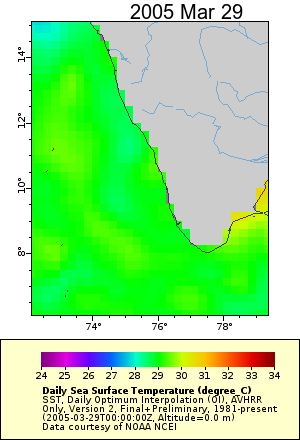 2005 Mar 29
14°
12°
10°
8°
74°
76°
78°
24 25 26 27 28 29 30 31 32 33 34
Daily Sea Surface Temperature (degree_C)
SST, Daily Optimum Interpolation (OI), AVHRR
Only, Version 2, Final+Preliminary, 1981-present
(2005-03-29T00:00:00Z, Altitude=0.0 m)
Data courtesy of NOAA NCEI